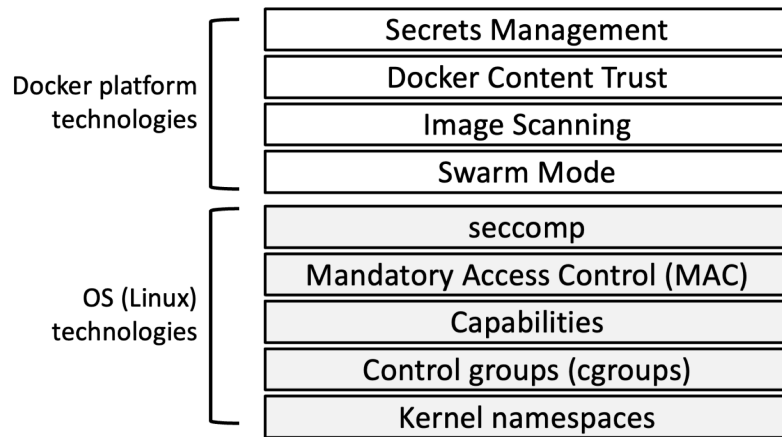 Docker platform
technologies
Secrets Management
Docker Content Trust
Image Scanning
Swarm Mode
OS (Linux)
technologies
seccomp
Mandatory Access Control (MAC)
Capabilities
Control groups (cgroups)
Kernel namespaces